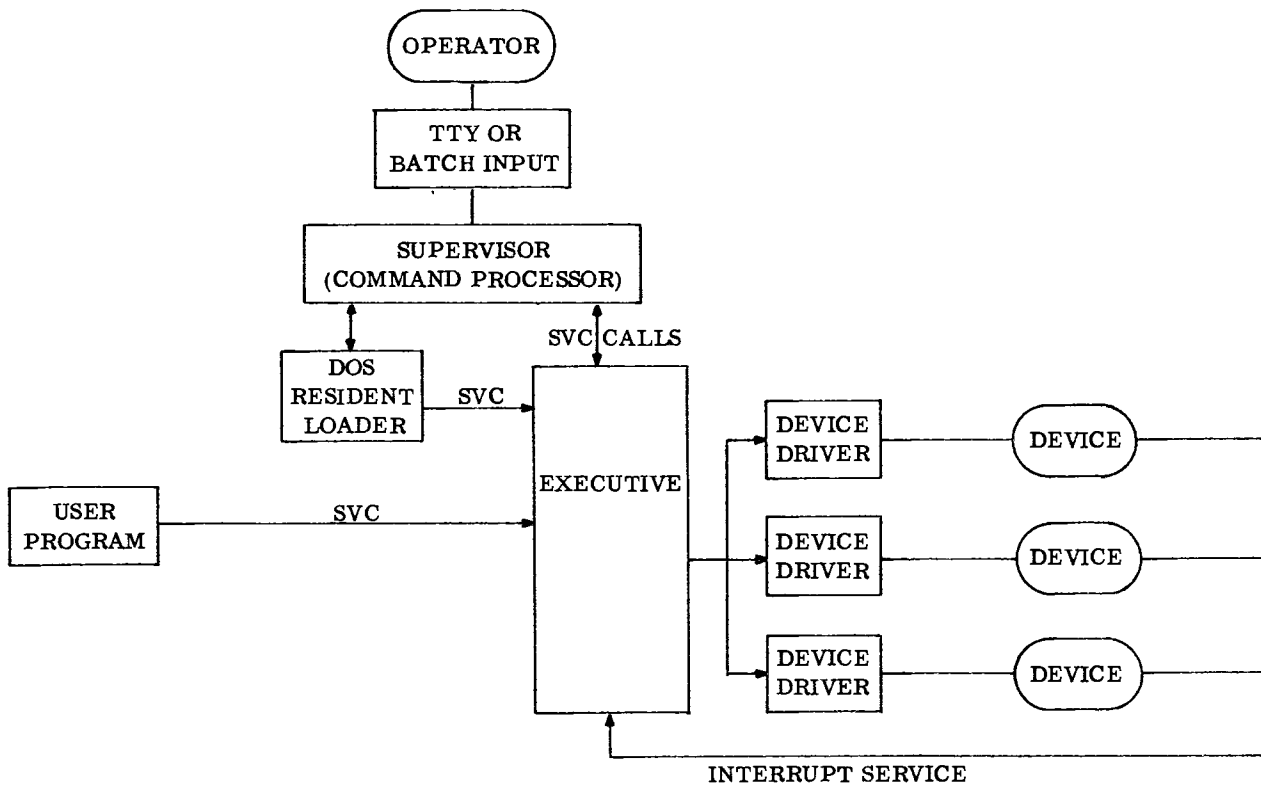 OPERATOR
TTY OR
BATCH INPUT
SUPERVISOR
(COMMAND PROCESSOR)
SVC CALLS
DOS
RESIDENT
LOADER
SVC
EXECUTIVE
USER
PROGRAM
SVC
DEVICE
DRIVER
DEVICE
DEVICE
DRIVER
DEVICE
DEVICE
DRIVER
DEVICE
INTERRUPT SERVICE